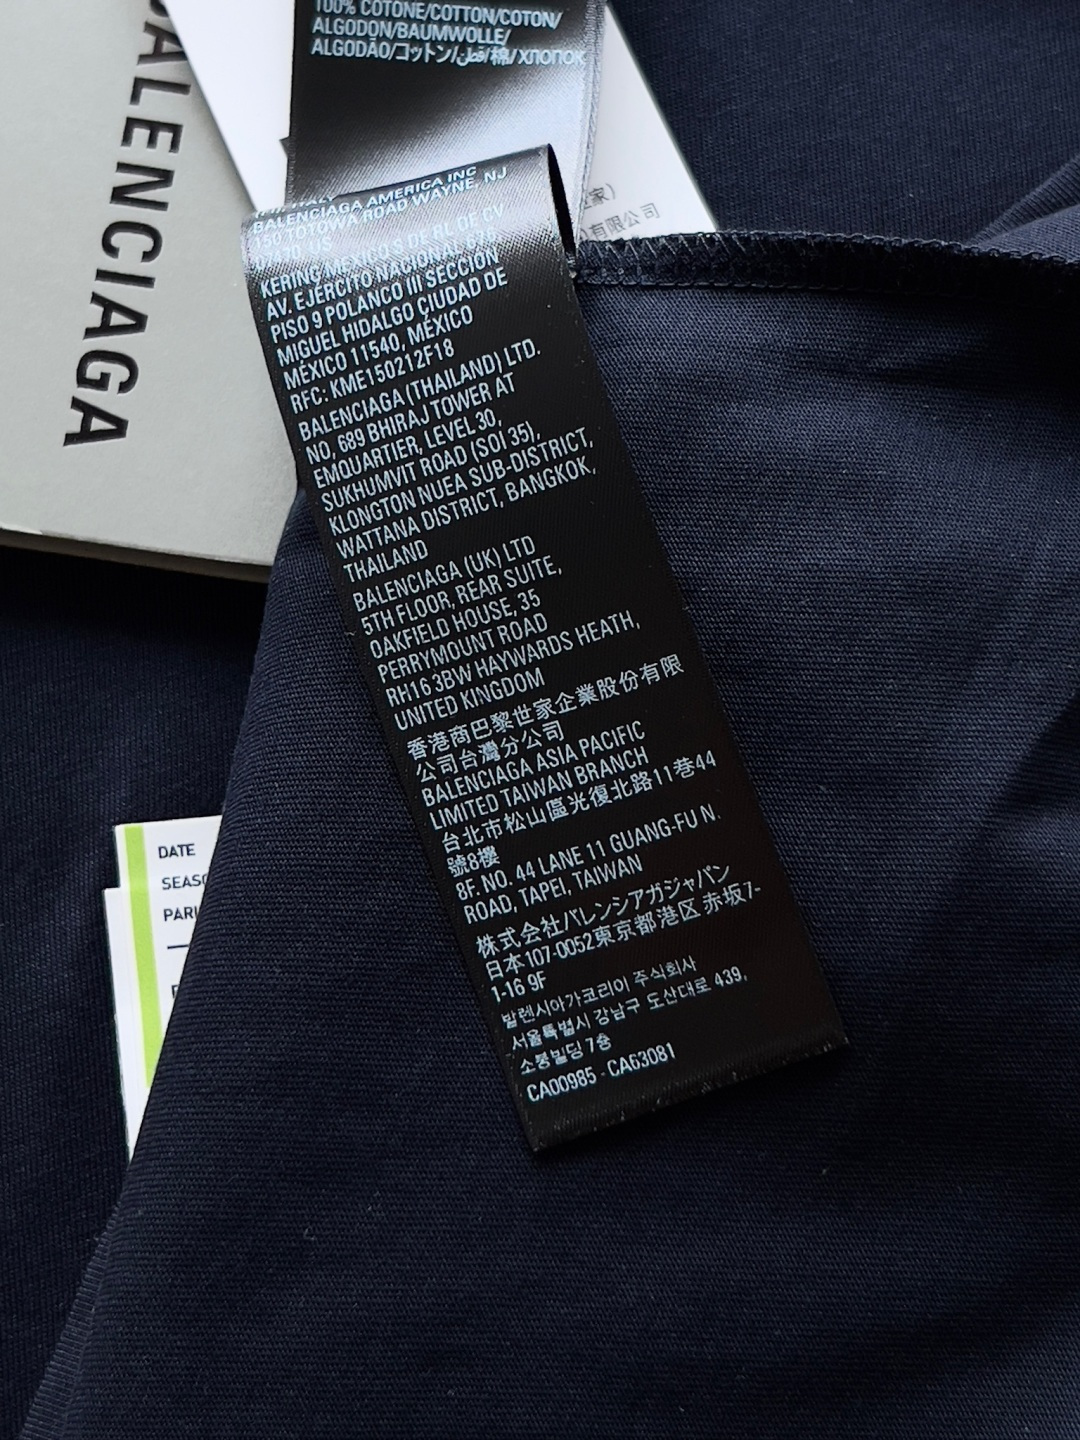 BALENCIAGA
100% COTONE/COTTON/COTON/
ALGODON/BAUMWOLLE/
ALGODÃO/コットン/قطن/棉/ХЛОПОК
家)
有限公司
ITALY
BALENCIAGA AMERICA INC
150 TOTOWA ROAD WAYNE, NJ
US
KERING MEXICO S DE RL DE CV
AV. EJERCITO NACIONAL
PISO 9 POLANCO III SECCION
MIGUEL HIDALGO ÇIUDAD DE
MÉXICO 11540, MÉXICO
RFC: KME150212F18
BALENCIAGA (THAILAND) LTD.
NO, 689 BHIRAJ TOWER AT
EMQUARTIER, LEVEL 30,
SUKHUMVIT ROAD (SOI 35),
KLONGTON NUEA SUB-DISTRICT,
WATTANA DISTRICT, BANGKOK,
THAILAND
BALENCIAGA (UK) LTD
5TH FLOOR, REAR SUITE,
OAKFIELD HOUSE, 35
PERRYMOUNT ROAD
RH16 3BW HAYWARDS HEATH,
UNITED KINGDOM
香港商巴黎世家企業股份有限
公司台灣分公司
BALENCIAGA ASIA PACIFIC
LIMITED TAIWAN BRANCH
台北市松山區光復北路11巷44
號8樓
8F. NO. 44 LANE 11 GUANG-FU N.
ROAD, TAPEI, TAIWAN
株式会社バレンシアガジャパン
日本107-0052東京都港区赤坂7-
1-16 9F
발렌시아가코리아 주식회사
서울특별시 강남구 도산대로 439,
소봉빌딩 7층
CA00985 - CA63081
DATE
SEASO
PARI